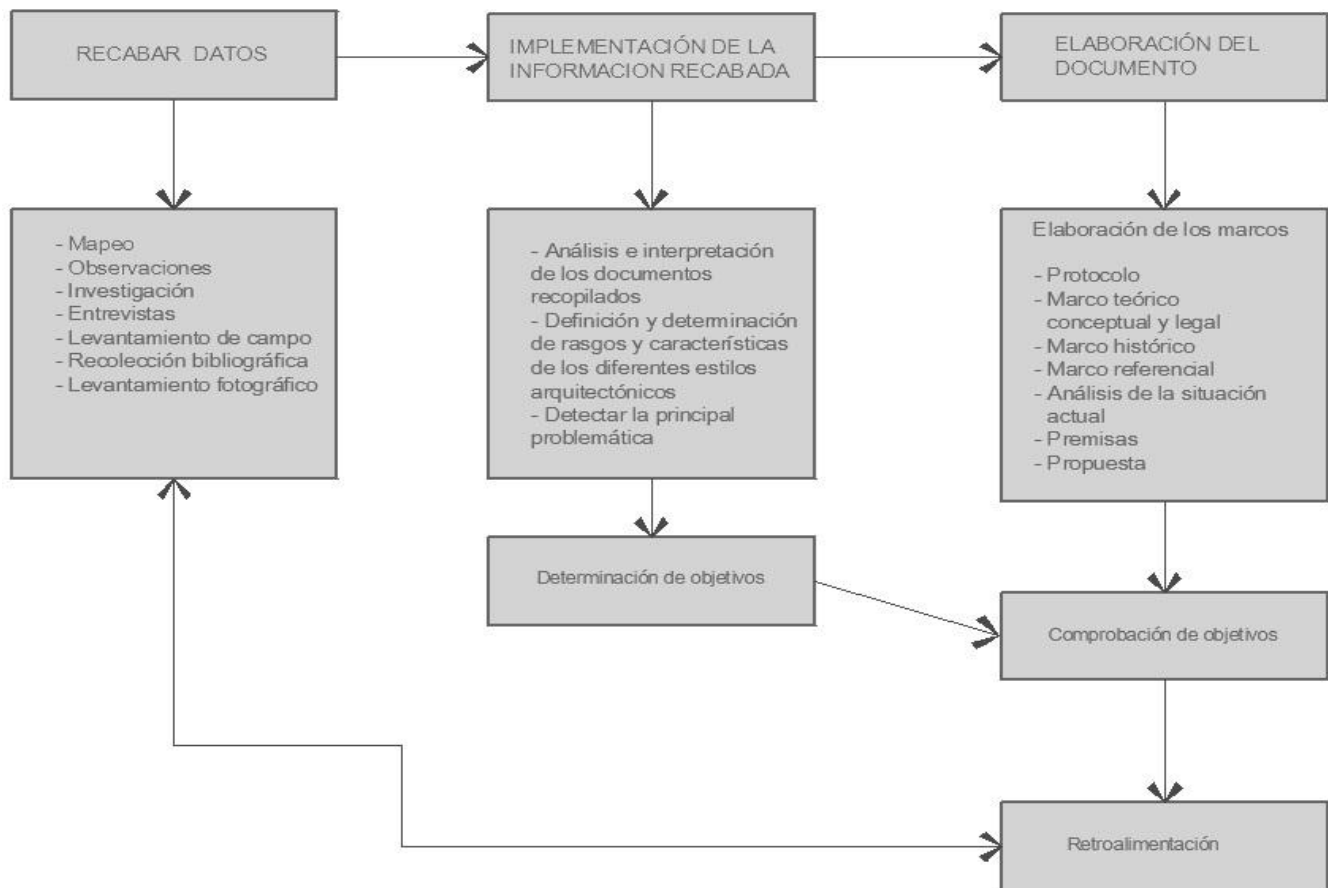 RECABAR DATOS
IMPLEMENTACIÓN DE LA
INFORMACION RECABADA
ELABORACIÓN DEL
DOCUMENTO
- Mapeo
- Observaciones
- Investigación
- Entrevistas
- Levantamiento de campo
- Recolección bibliográfica
- Levantamiento fotográfico
- Análisis e interpretación
de los documentos
recopilados
- Definición y determinación
de rasgos y características
de los diferentes estilos
arquitectónicos
- Detectar la principal
problemática
Elaboración de los marcos
- Protocolo
- Marco teórico
conceptual y legal
- Marco histórico
- Marco referencial
- Análisis de la situación
actual
- Premisas
- Propuesta
Determinación de objetivos
Comprobación de objetivos
Retroalimentación